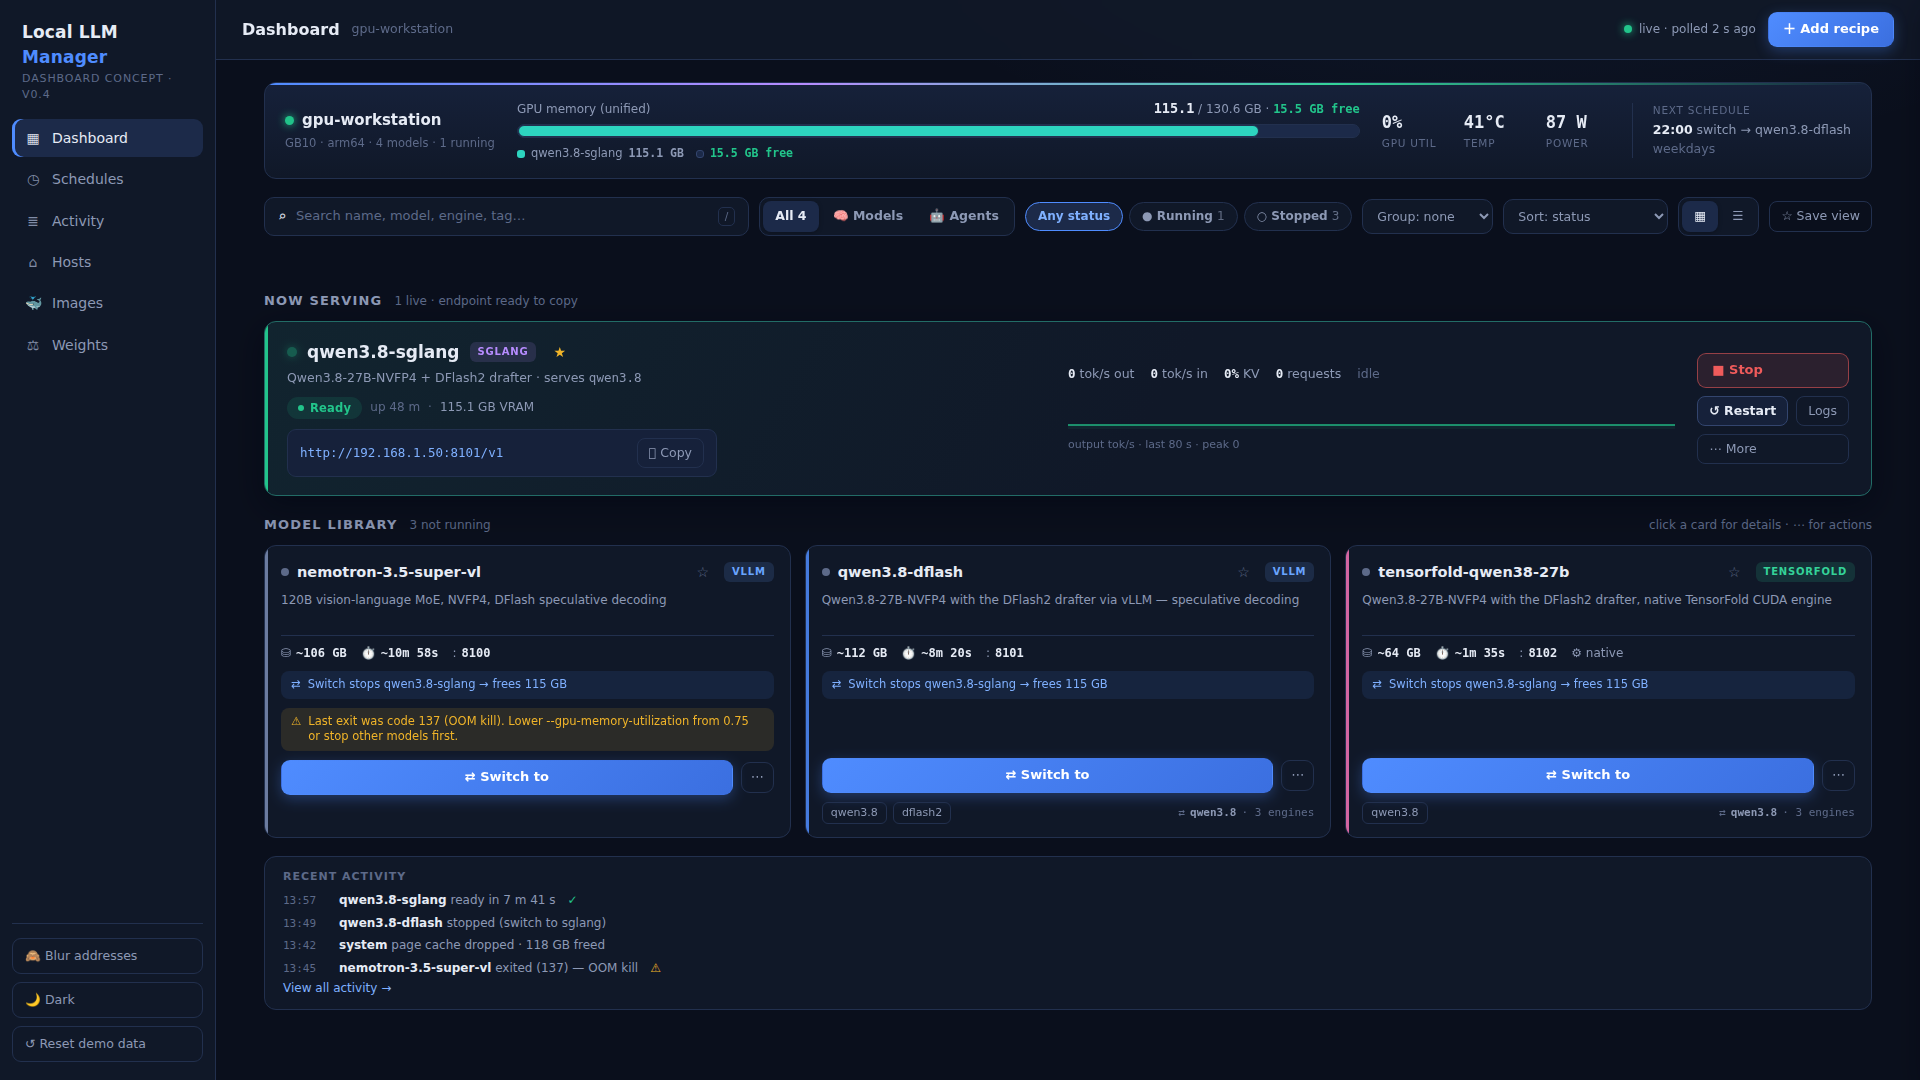 Local LLM
Manager
DASHBOARD CONCEPT ·
V0.4
Dashboard
Schedules
Activity
Hosts
Images
Weights
Blur addresses
Dark
↺ Reset demo data
Dashboard gpu-workstation
live · polled 2 s ago
+ Add recipe
gpu-workstation
GB10 · arm64 · 4 models · 1 running
GPU memory (unified) 115.1 / 130.6 GB · 15.5 GB free
qwen3.8-sglang 115.1 GB 15.5 GB free
0% 41°C 87 W
GPU UTIL TEMP POWER
NEXT SCHEDULE
22:00 switch → qwen3.8-dflash
weekdays
Search name, model, engine, tag... /
All 4 Models Agents
Any status ● Running 1 ○ Stopped 3
Group: none Sort: status
☆ Save view
NOW SERVING 1 live · endpoint ready to copy
qwen3.8-sglang SGLANG ★
Qwen3.8-27B-NVFP4 + DFlash2 drafter · serves qwen3.8
Ready up 48 m · 115.1 GB VRAM
http://192.168.1.50:8101/v1 Copy
0 tok/s out 0 tok/s in 0% KV 0 requests idle
output tok/s · last 80 s · peak 0
■ Stop
↺ Restart Logs
⋯ More
MODEL LIBRARY 3 not running
click a card for details · ⋯ for actions
nemotron-3.5-super-vl ☆ VLLM
120B vision-language MoE, NVFP4, DFlash speculative decoding
~106 GB ~10m 58s : 8100
⇄ Switch stops qwen3.8-sglang → frees 115 GB
⚠ Last exit was code 137 (OOM kill). Lower --gpu-memory-utilization from 0.75
or stop other models first.
⇄ Switch to ⋯
qwen3.8-dflash ☆ VLLM
Qwen3.8-27B-NVFP4 with the DFlash2 drafter via vLLM — speculative decoding
~112 GB ~8m 20s : 8101
⇄ Switch stops qwen3.8-sglang → frees 115 GB
⇄ Switch to ⋯
qwen3.8 dflash2 ⇄ qwen3.8 · 3 engines
tensorfold-qwen38-27b ☆ TENSORFOLD
Qwen3.8-27B-NVFP4 with the DFlash2 drafter, native TensorFold CUDA engine
~64 GB ~1m 35s : 8102 ⚙ native
⇄ Switch stops qwen3.8-sglang → frees 115 GB
⇄ Switch to ⋯
qwen3.8 ⇄ qwen3.8 · 3 engines
RECENT ACTIVITY
13:57 qwen3.8-sglang ready in 7 m 41 s ✓
13:49 qwen3.8-dflash stopped (switch to sglang)
13:42 system page cache dropped · 118 GB freed
13:45 nemotron-3.5-super-vl exited (137) — OOM kill ⚠
View all activity →